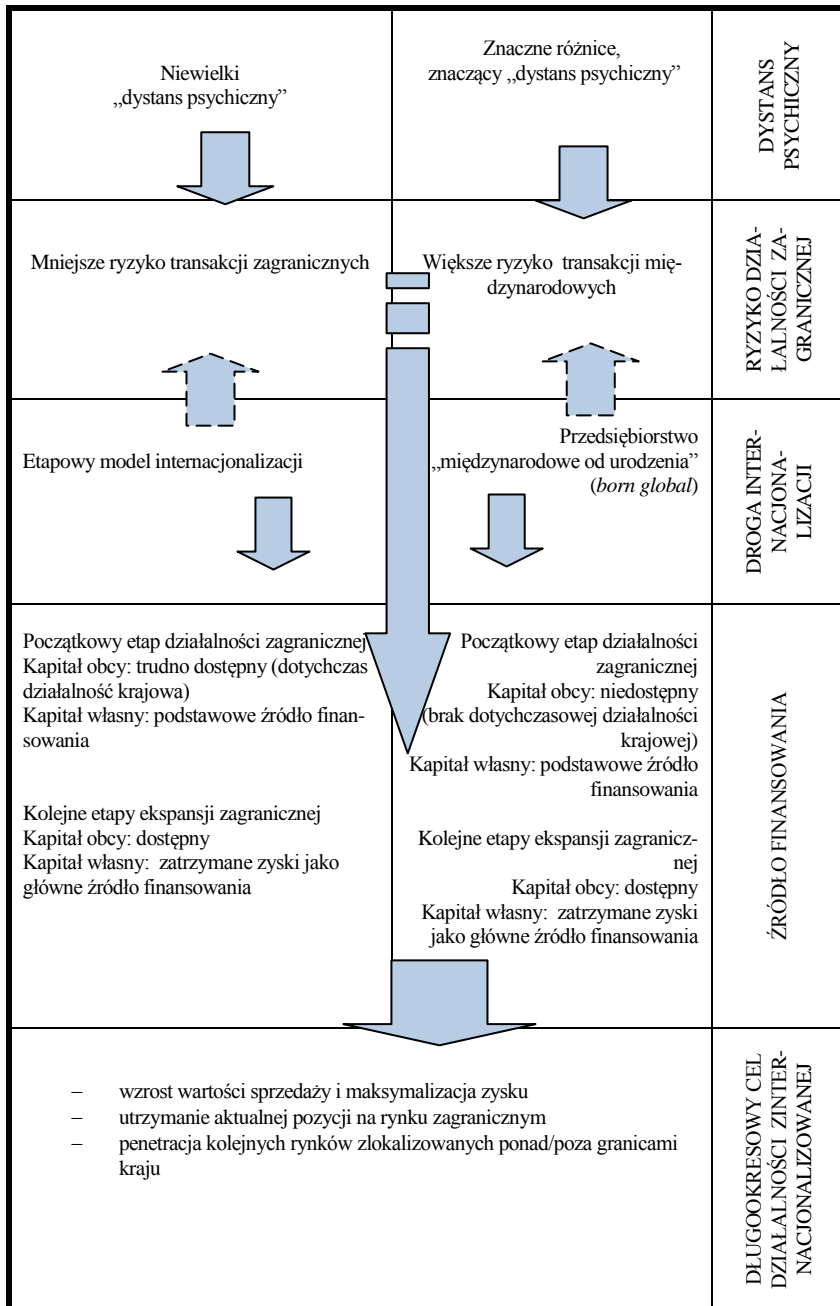 Niewielki
„dystans psychiczny”
Znaczne różnice,
znaczący „dystans psychiczny”
DYSTANS
PSYCHICZNY
Mniejsze ryzyko transakcji zagranicznych
Większe ryzyko transakcji mię-
dzynarodowych
RYZYKO DZIA-
ŁALNOŚCI ZA-
GRANICZNEJ
Etapowy model internacjonalizacji
Przedsiębiorstwo
„międzynarodowe od urodzenia”
(born global)
DROGA INTER-
NACJONA-
LIZACJI
Początkowy etap działalności zagranicznej
Kapitał obcy: trudno dostępny (dotychczas
działalność krajowa)
Kapitał własny: podstawowe źródło finan-
sowania
Kolejne etapy ekspansji zagranicznej
Kapitał obcy: dostępny
Kapitał własny: zatrzymane zyski jako
główne źródło finansowania
Początkowy etap działalności
zagranicznej
Kapitał obcy: niedostępny
(brak dotychczasowej działalności
krajowej)
Kapitał własny: podstawowe źródło
finansowania
Kolejne etapy ekspansji zagranicz-
nej
Kapitał obcy: dostępny
Kapitał własny: zatrzymane zyski
jako główne źródło finansowania
ŹRÓDŁO FINANSOWANIA
– wzrost wartości sprzedaży i maksymalizacja zysku
– utrzymanie aktualnej pozycji na rynku zagranicznym
– penetracja kolejnych rynków zlokalizowanych ponad/poza granicami
kraju
DŁUGOOKRESOWY CEL
DZIAŁALNOŚCI ZINTER-
NACJONALIZOWANEJ